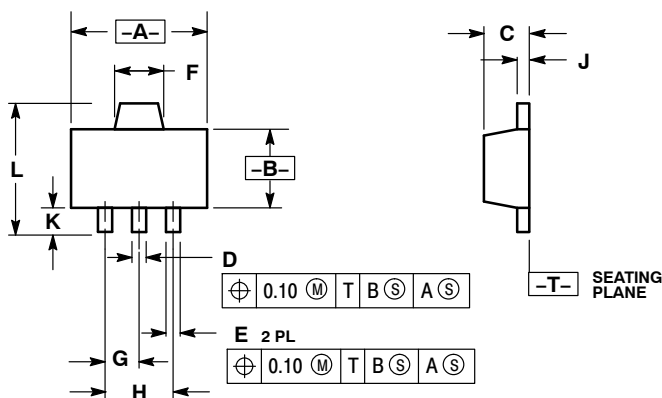 –A–
C
F
J
L
–B–
K
D
⌖ 0.10 Ⓜ T B Ⓢ A Ⓢ
–T– SEATING
PLANE
E 2 PL
G
⌖ 0.10 Ⓜ T B Ⓢ A Ⓢ
H